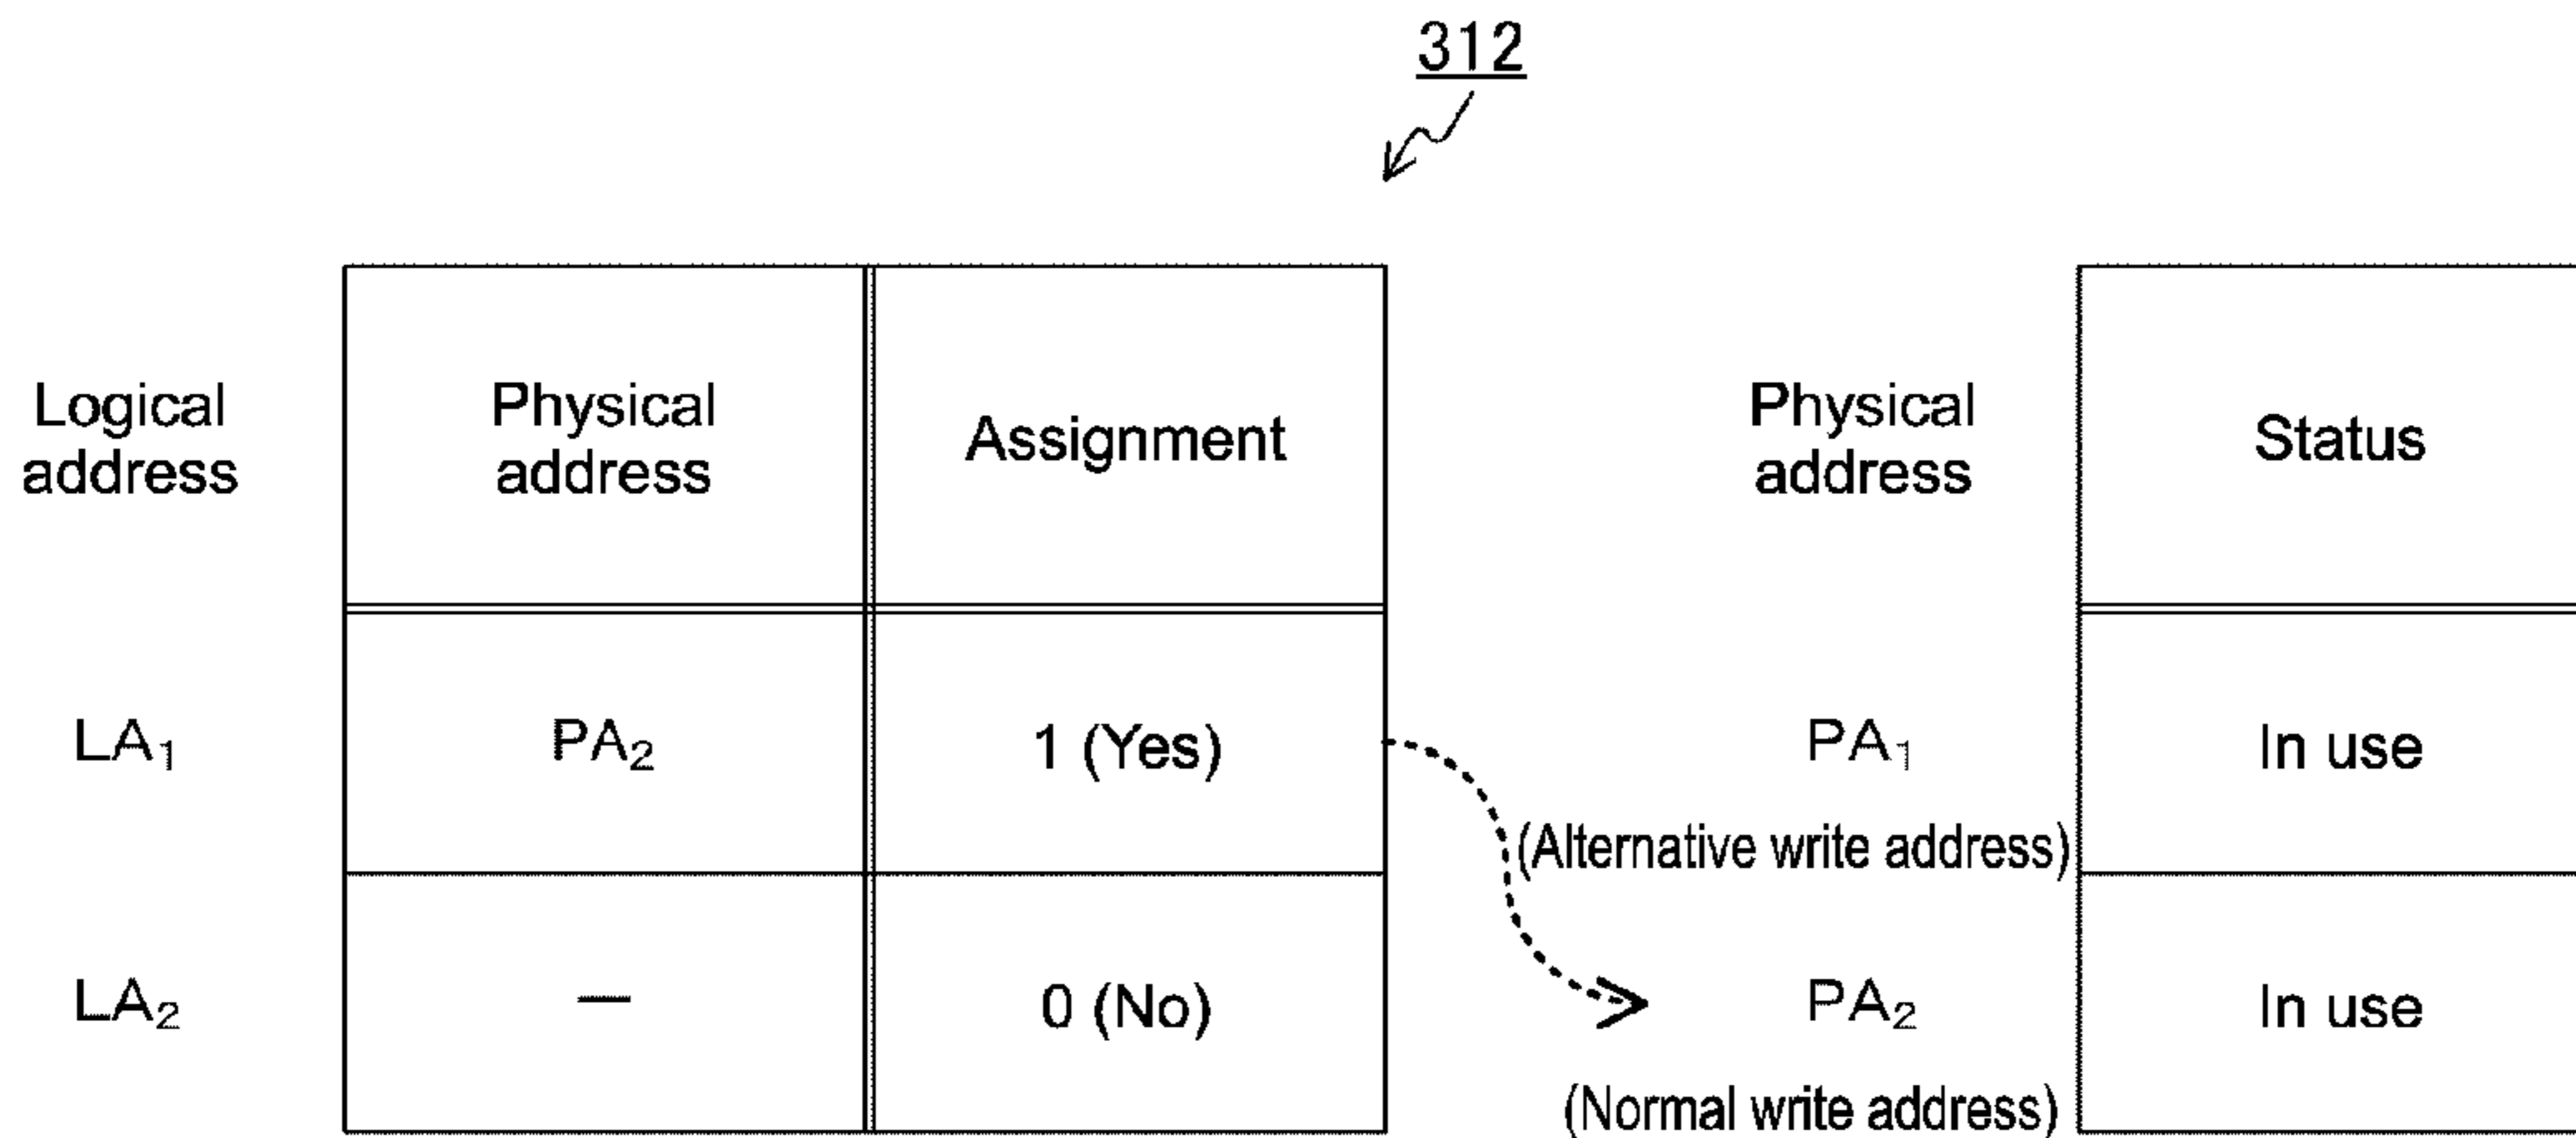 312
Logical
address
Physical
address
Assignment
Physical
address
Status
LA₁
PA₂
1 (Yes)
PA₁
(Alternative write address)
In use
LA₂
—
0 (No)
PA₂
(Normal write address)
In use